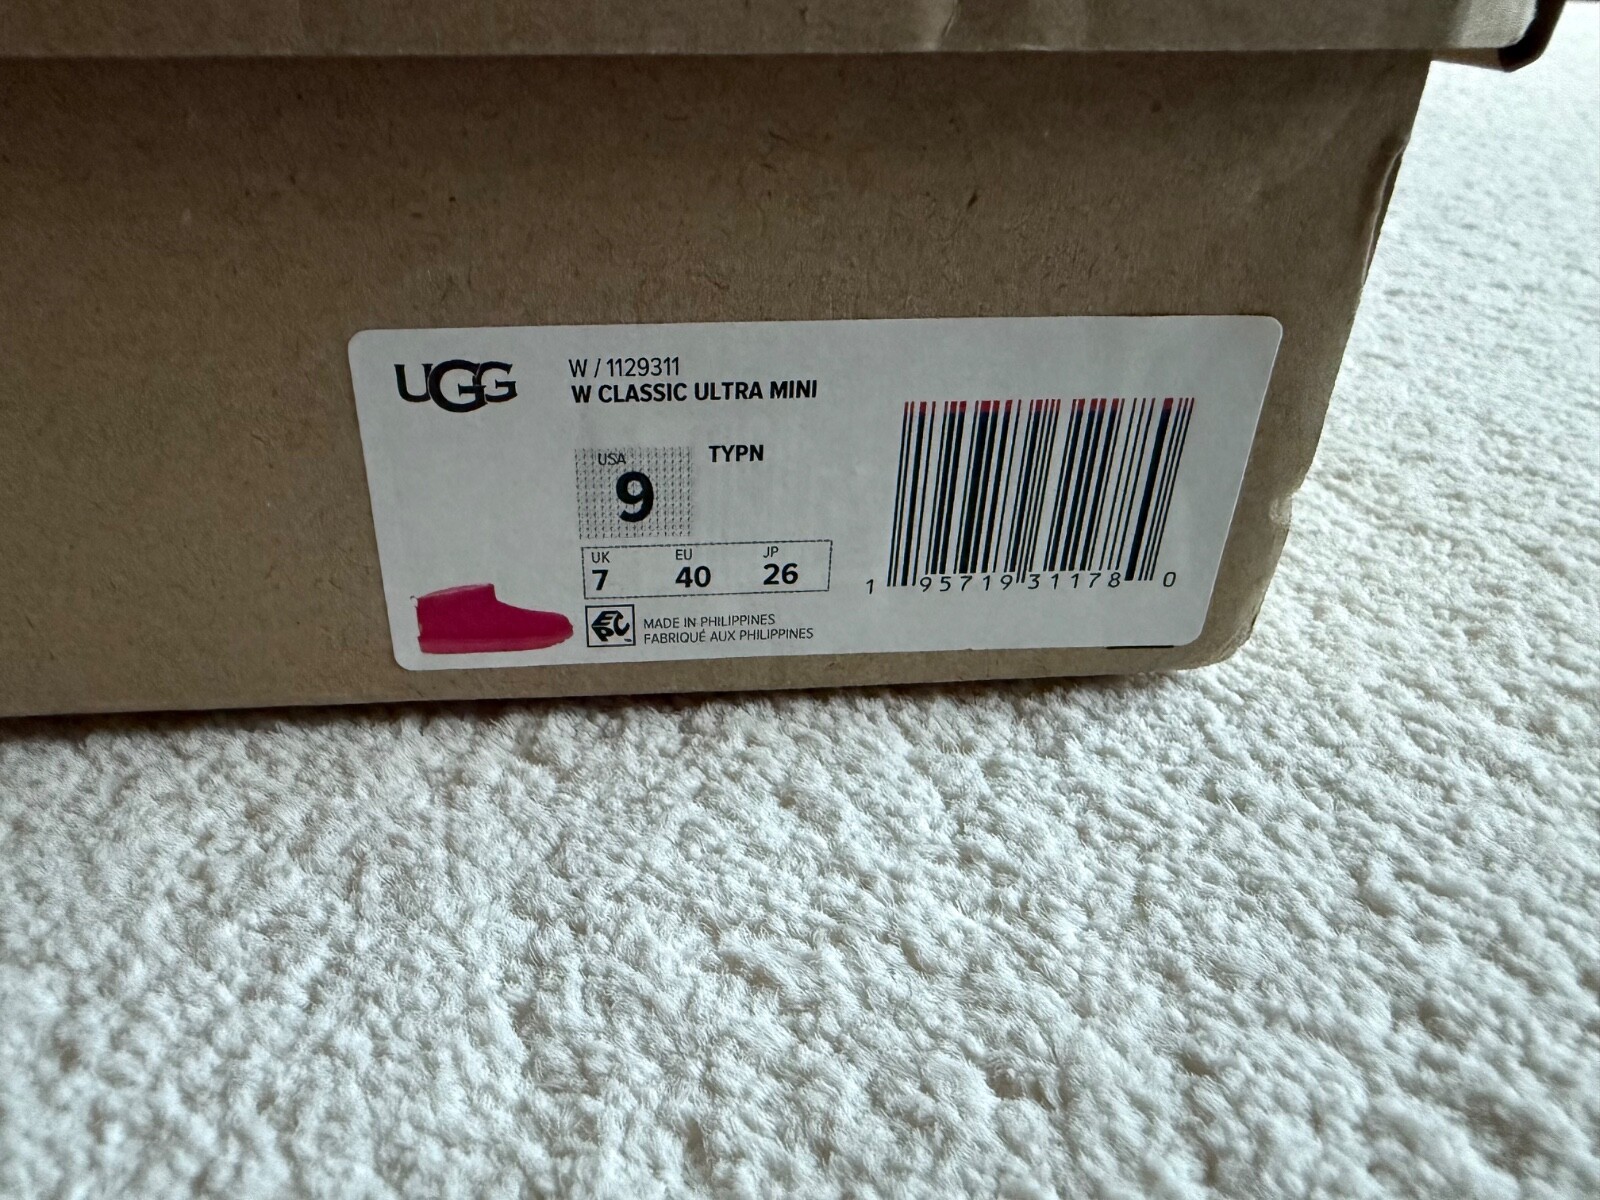 UGG
W / 1129311
W CLASSIC ULTRA MINI
USA
9
TYPN
UK EU JP
7 40 26
EPC
MADE IN PHILIPPINES
FABRIQUÉ AUX PHILIPPINES
1 95719 31178 0